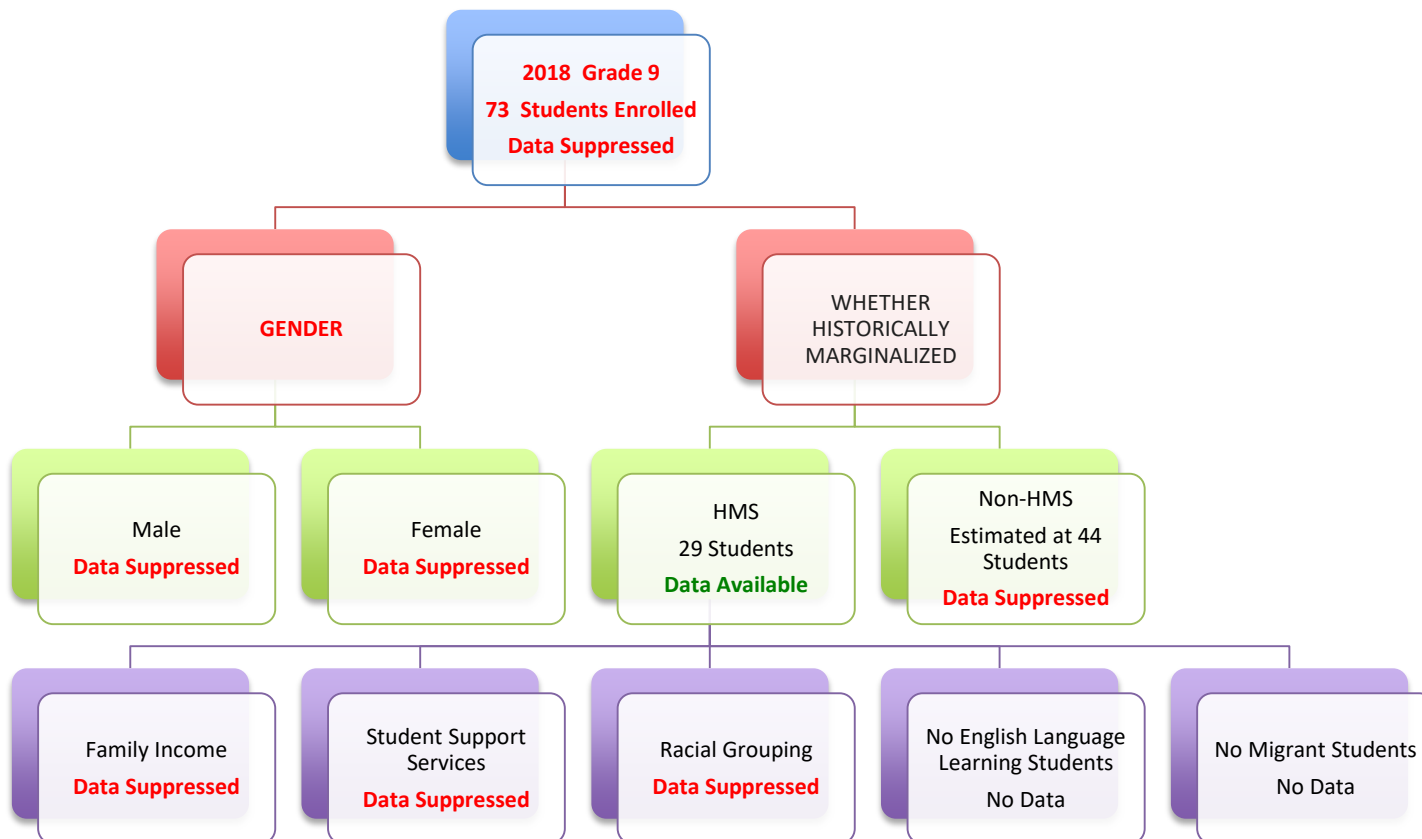 2018 Grade 9
73 Students Enrolled
Data Suppressed
GENDER
WHETHER
HISTORICALLY
MARGINALIZED
Male
Data Suppressed
Female
Data Suppressed
HMS
29 Students
Data Available
Non-HMS
Estimated at 44
Students
Data Suppressed
Family Income
Data Suppressed
Student Support
Services
Data Suppressed
Racial Grouping
Data Suppressed
No English Language
Learning Students
No Data
No Migrant Students
No Data